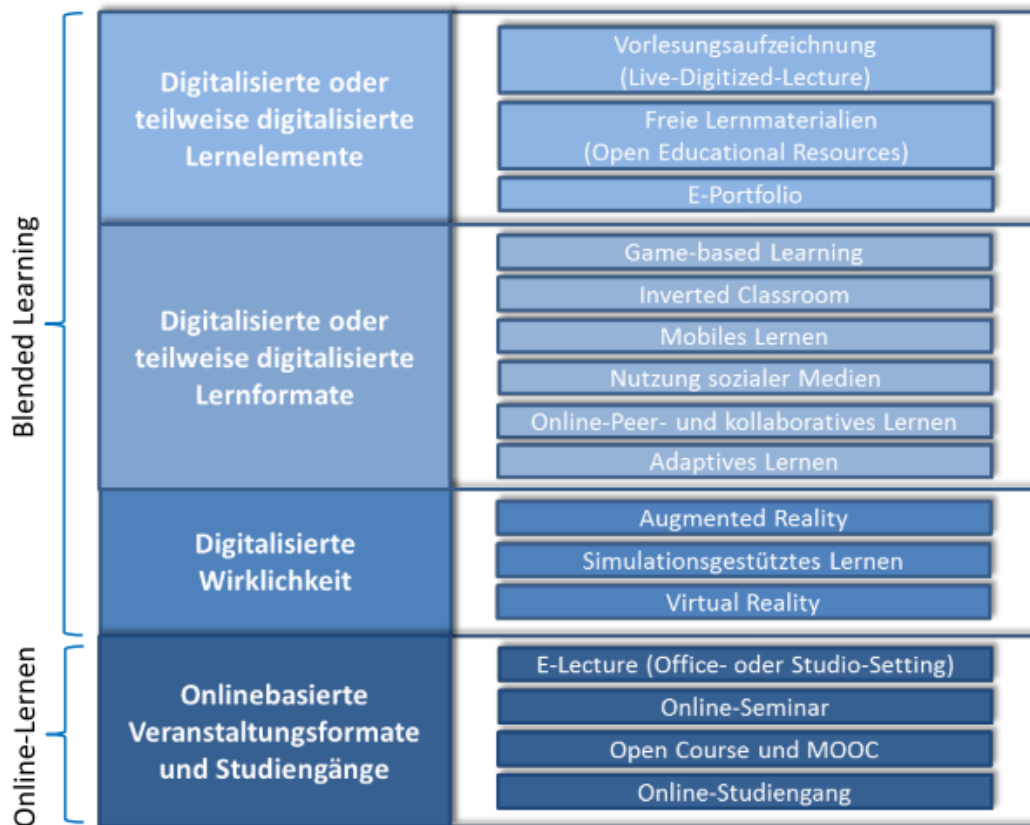 Blended Learning
Digitalisierte oder
teilweise digitalisierte
Lernelemente
Vorlesungsaufzeichnung
(Live-Digitized-Lecture)
Freie Lernmaterialien
(Open Educational Resources)
E-Portfolio
Digitalisierte oder
teilweise digitalisierte
Lernformate
Game-based Learning
Inverted Classroom
Mobiles Lernen
Nutzung sozialer Medien
Online-Peer- und kollaboratives Lernen
Adaptives Lernen
Digitalisierte
Wirklichkeit
Augmented Reality
Simulationsgestütztes Lernen
Virtual Reality
Online-Lernen
Onlinebasierte
Veranstaltungsformate
und Studiengänge
E-Lecture (Office- oder Studio-Setting)
Online-Seminar
Open Course und MOOC
Online-Studiengang